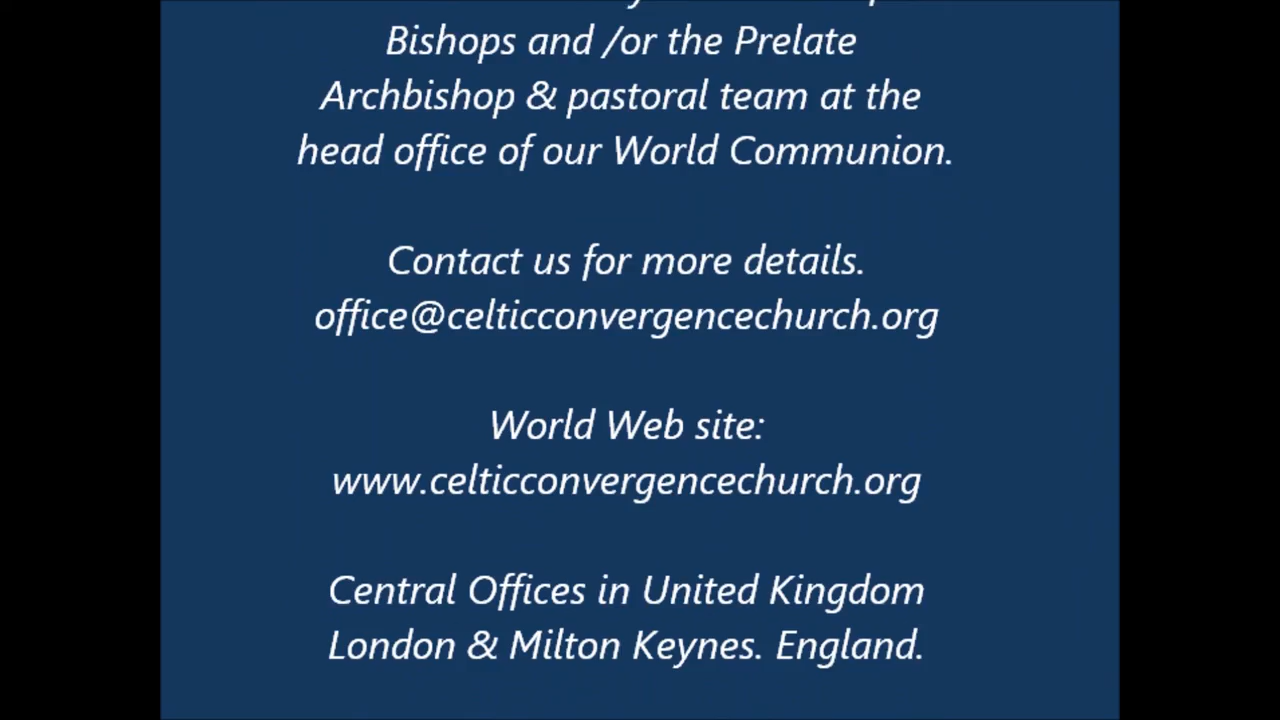 Bishops and /or the Prelate
Archbishop & pastoral team at the
head office of our World Communion.
Contact us for more details.
office@celticconvergencechurch.org
World Web site:
www.celticconvergencechurch.org
Central Offices in United Kingdom
London & Milton Keynes. England.